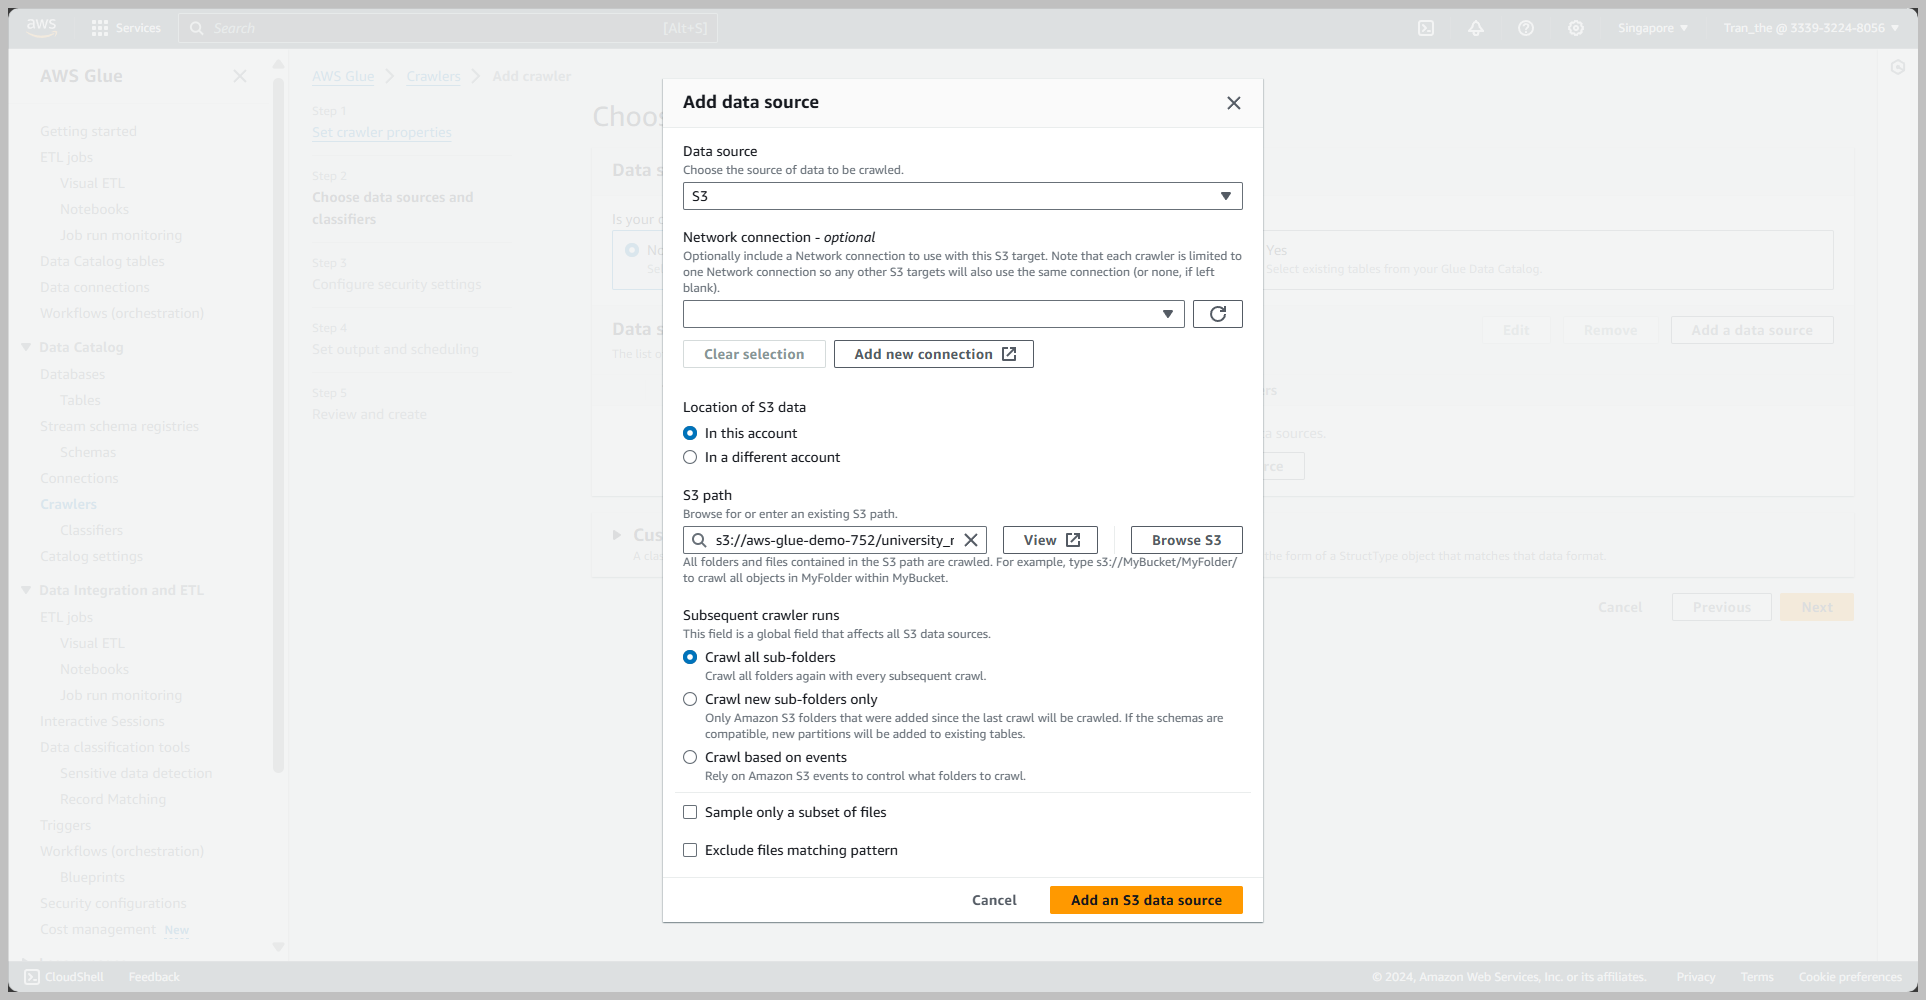 aws
Services
Search
[Alt+S]
Singapore
Tran_the @ 3339-3224-8056
AWS Glue
Getting started
ETL jobs
Visual ETL
Notebooks
Job run monitoring
Data Catalog tables
Data connections
Workflows (orchestration)
Data Catalog
Databases
Tables
Stream schema registries
Schemas
Connections
Crawlers
Classifiers
Catalog settings
Data Integration and ETL
ETL jobs
Visual ETL
Notebooks
Job run monitoring
Interactive Sessions
Data classification tools
Sensitive data detection
Record Matching
Triggers
Workflows (orchestration)
Blueprints
Security configurations
Cost management New
AWS Glue
Crawlers
Add crawler
Step 1
Set crawler properties
Step 2
Choose data sources and
classifiers
Step 3
Configure security settings
Step 4
Set output and scheduling
Step 5
Review and create
Choos
Data s
Is your
Yes
Select existing tables from your Glue Data Catalog.
Data s
The list o
Edit
Remove
Add a data source
a sources.
Cus
A clas
the form of a StructType object that matches that data format.
Cancel
Previous
Next
Add data source
Data source
Choose the source of data to be crawled.
S3
Network connection - optional
Optionally include a Network connection to use with this S3 target. Note that each crawler is limited to
one Network connection so any other S3 targets will also use the same connection (or none, if left
blank).
Clear selection
Add new connection
Location of S3 data
In this account
In a different account
S3 path
Browse for or enter an existing S3 path.
s3://aws-glue-demo-752/university_r
View
Browse S3
All folders and files contained in the S3 path are crawled. For example, type s3://MyBucket/MyFolder/
to crawl all objects in MyFolder within MyBucket.
Subsequent crawler runs
This field is a global field that affects all S3 data sources.
Crawl all sub-folders
Crawl all folders again with every subsequent crawl.
Crawl new sub-folders only
Only Amazon S3 folders that were added since the last crawl will be crawled. If the schemas are
compatible, new partitions will be added to existing tables.
Crawl based on events
Rely on Amazon S3 events to control what folders to crawl.
Sample only a subset of files
Exclude files matching pattern
Cancel
Add an S3 data source
CloudShell
Feedback
© 2024, Amazon Web Services, Inc. or its affiliates.
Privacy
Terms
Cookie preferences